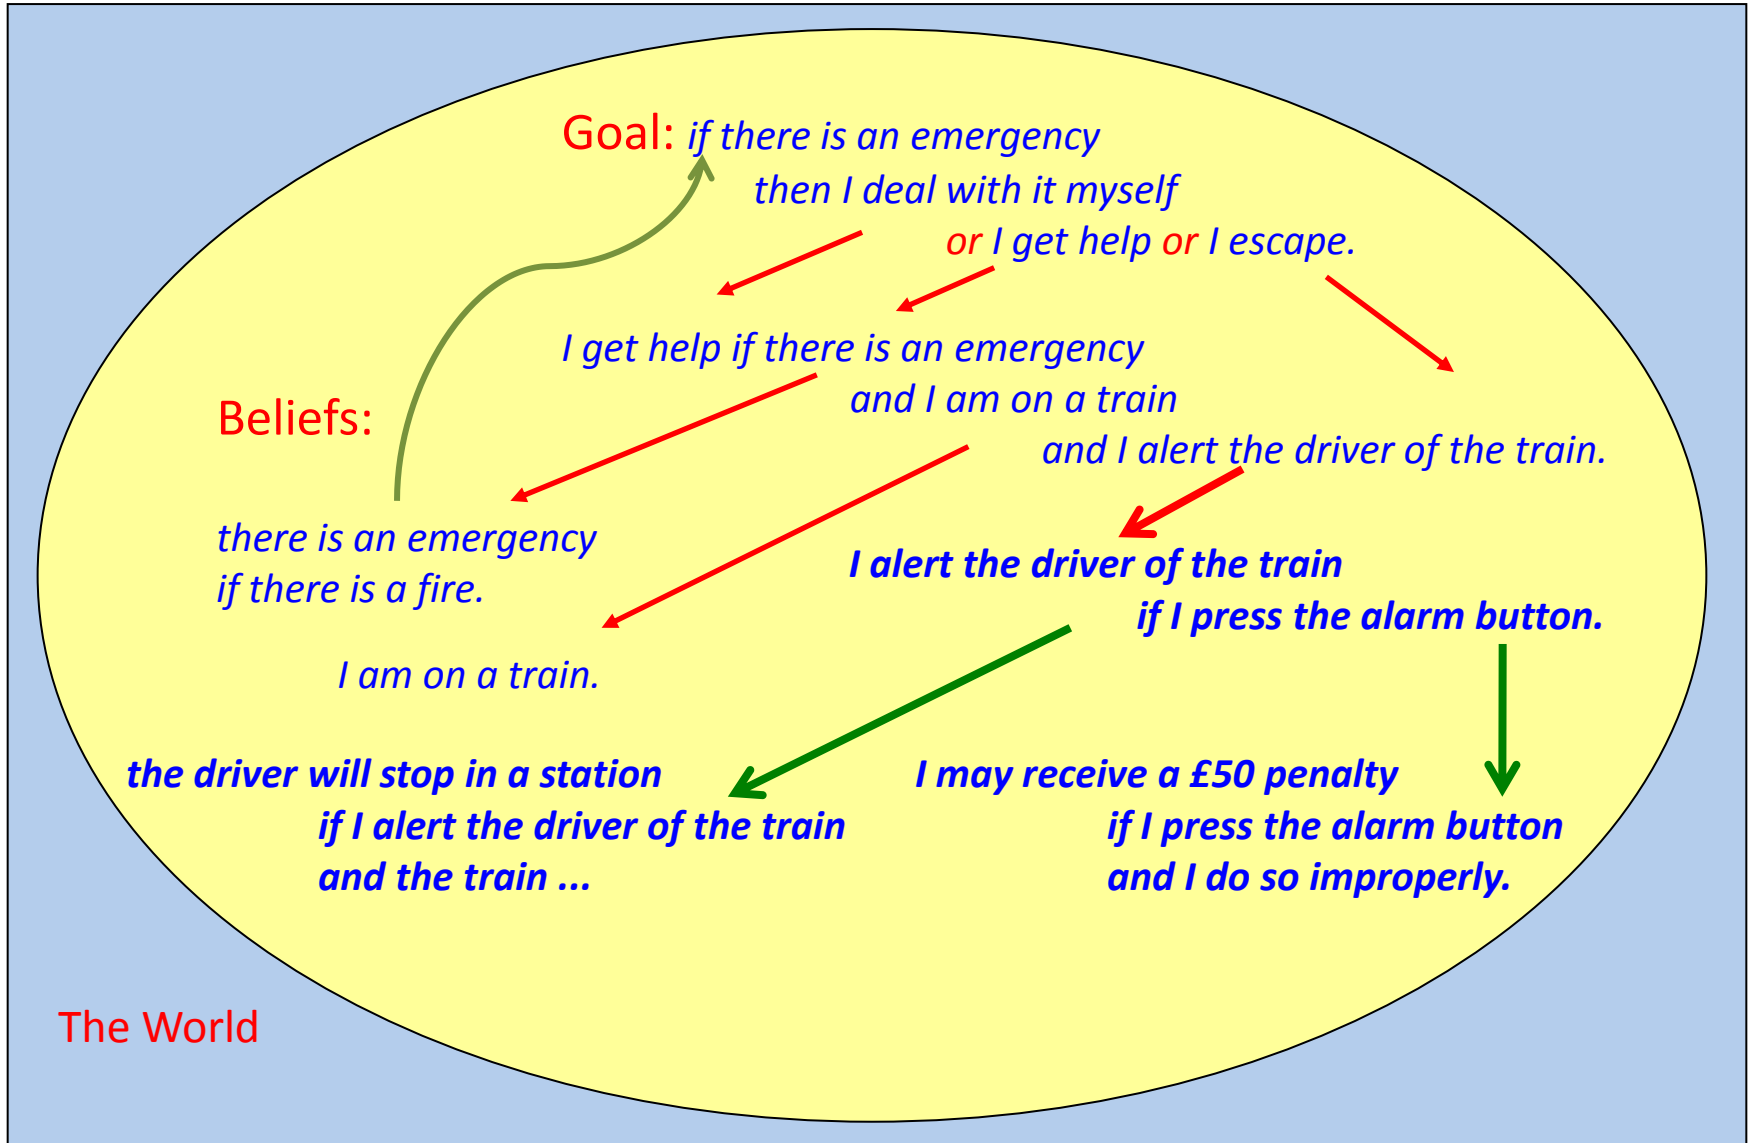 Goal: if there is an emergency
then I deal with it myself
or I get help or I escape.
I get help if there is an emergency
and I am on a train
Beliefs:
and I alert the driver of the train.
there is an emergency
if there is a fire.
I alert the driver of the train
if I press the alarm button.
I am on a train.
the driver will stop in a station
if I alert the driver of the train
and the train ...
I may receive a £50 penalty
if I press the alarm button
and I do so improperly.
The World